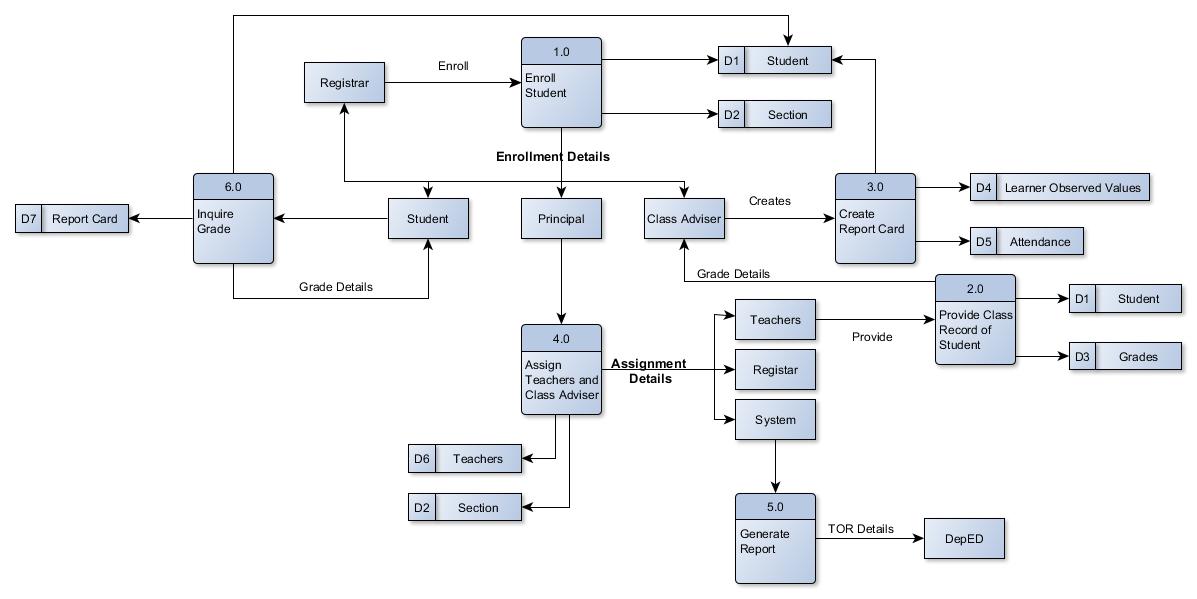 1.0
Enroll
Student
Registrar
Enroll
D1 Student
D2 Section
Enrollment Details
6.0
Inquire
Grade
D7 Report Card
Student
Principal
Class Adviser
Creates
3.0
Create
Report Card
D4 Learner Observed Values
D5 Attendance
Grade Details
Grade Details
2.0
Provide Class
Record of
Student
D1 Student
D3 Grades
Teachers
Provide
Registar
System
4.0
Assign
Teachers and
Class Adviser
Assignment
Details
D6 Teachers
D2 Section
5.0
Generate
Report
TOR Details
DepED